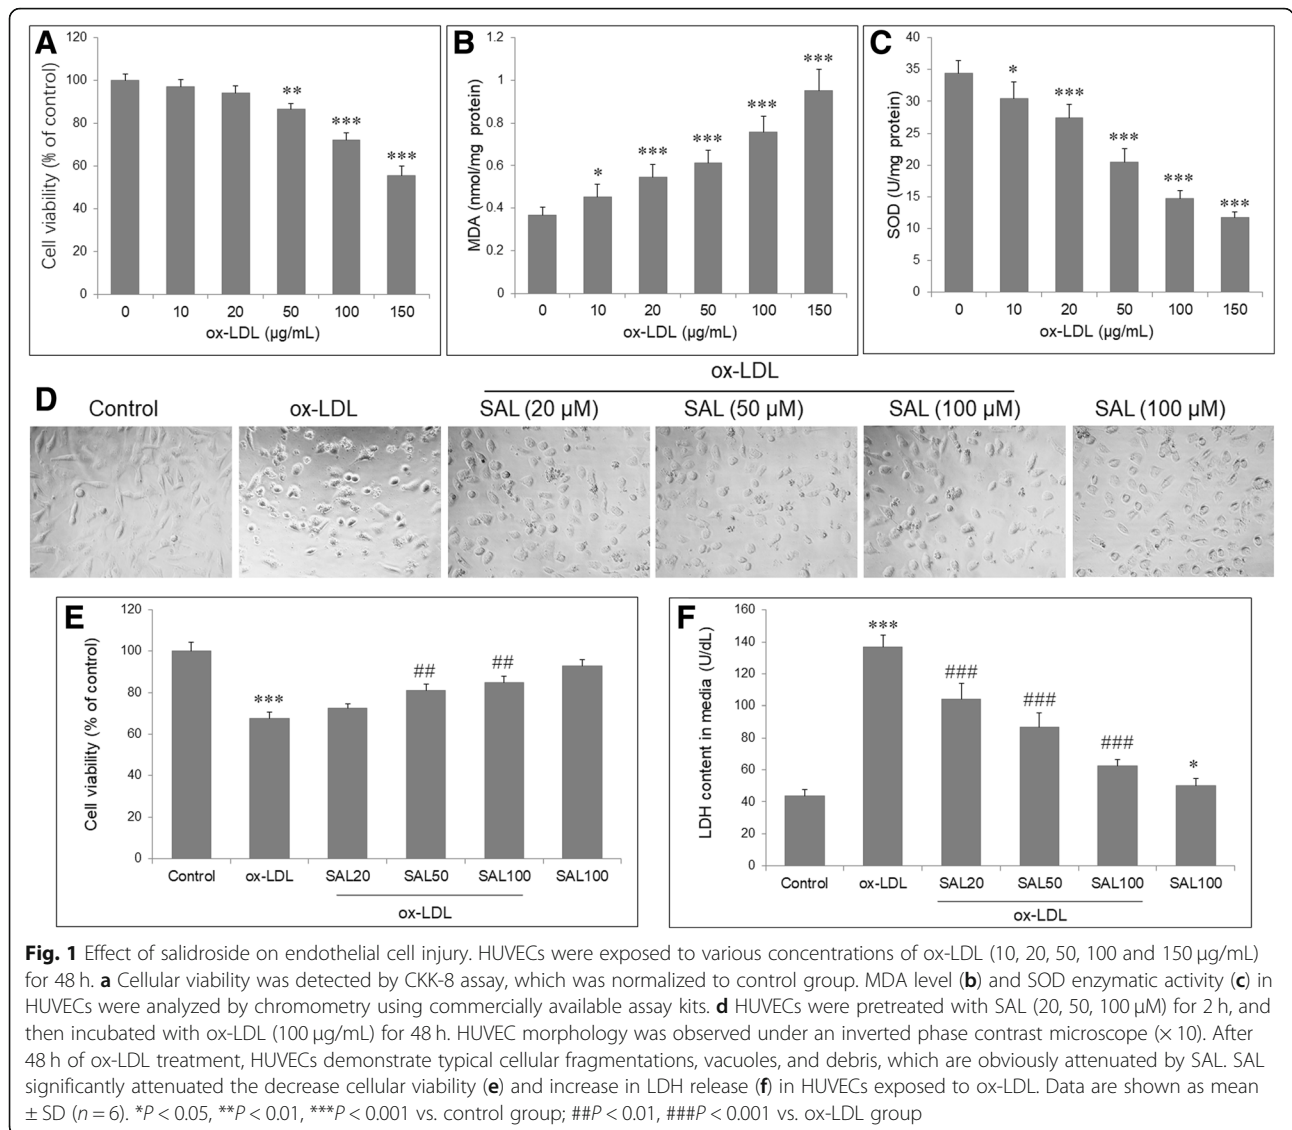 A
Cell viability (% of control)
120
100
80
60
40
20
0
**
***
***
0 10 20 50 100 150
ox-LDL (µg/mL)
B
MDA (nmol/mg protein)
1.2
1
0.8
0.6
0.4
0.2
0
*
***
***
***
***
0 10 20 50 100 150
ox-LDL (µg/mL)
C
SOD (U/mg protein)
40
35
30
25
20
15
10
5
0
*
***
***
***
***
0 10 20 50 100 150
ox-LDL (µg/mL)
D
ox-LDL
Control ox-LDL SAL (20 µM) SAL (50 µM) SAL (100 µM) SAL (100 µM)
E
Cell viability (% of control)
120
100
80
60
40
20
0
***
##
##
Control ox-LDL SAL20 SAL50 SAL100 SAL100
ox-LDL
F
LDH content in media (U/dL)
160
140
120
100
80
60
40
20
0
***
###
###
###
*
Control ox-LDL SAL20 SAL50 SAL100 SAL100
ox-LDL
Fig. 1 Effect of salidroside on endothelial cell injury. HUVECs were exposed to various concentrations of ox-LDL (10, 20, 50, 100 and 150 µg/mL)
for 48 h. a Cellular viability was detected by CKK-8 assay, which was normalized to control group. MDA level (b) and SOD enzymatic activity (c) in
HUVECs were analyzed by chromometry using commercially available assay kits. d HUVECs were pretreated with SAL (20, 50, 100 µM) for 2 h, and
then incubated with ox-LDL (100 µg/mL) for 48 h. HUVEC morphology was observed under an inverted phase contrast microscope (× 10). After
48 h of ox-LDL treatment, HUVECs demonstrate typical cellular fragmentations, vacuoles, and debris, which are obviously attenuated by SAL. SAL
significantly attenuated the decrease cellular viability (e) and increase in LDH release (f) in HUVECs exposed to ox-LDL. Data are shown as mean
± SD (n = 6). *P < 0.05, **P < 0.01, ***P < 0.001 vs. control group; ##P < 0.01, ###P < 0.001 vs. ox-LDL group